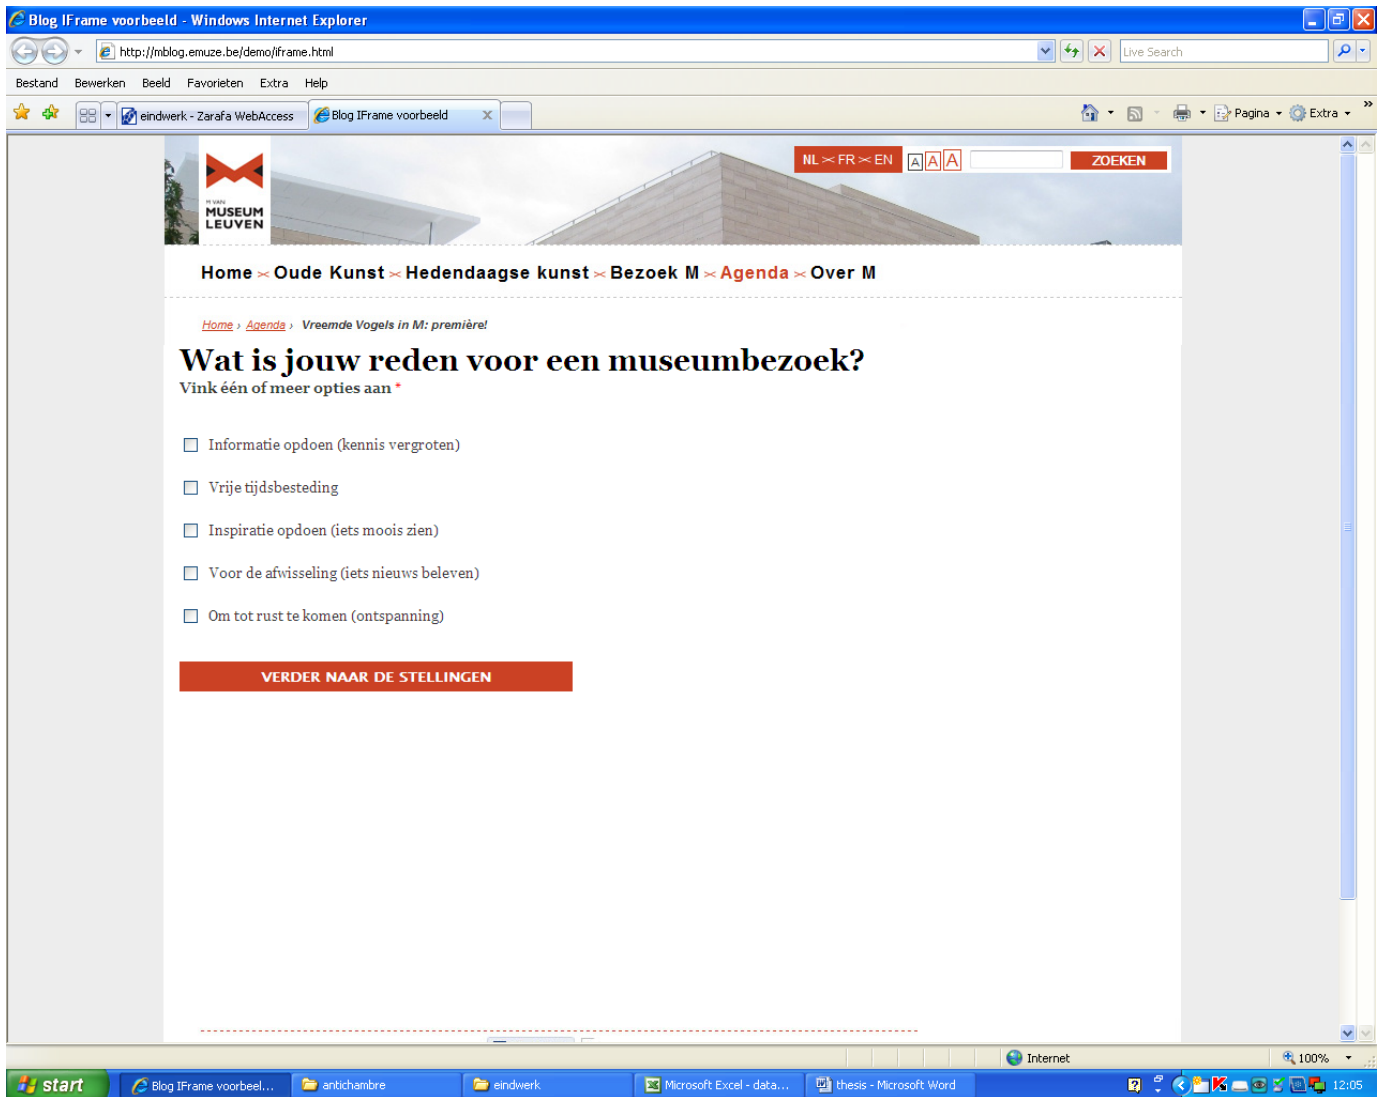 Blog IFrame voorbeeld - Windows Internet Explorer
http://mblog.emuze.be/demo/iframe.html
Live Search
Bestand Bewerken Beeld Favorieten Extra Help
eindwerk - Zarafa WebAccess Blog IFrame voorbeeld X
Pagina Extra »
NL FR EN A A A ZOEKEN
M VAN
MUSEUM
LEUVEN
Home Oude Kunst Hedendaagse kunst Bezoek M Agenda Over M
Home › Agenda › Vreemde Vogels in M: première!
Wat is jouw reden voor een museumbezoek?
Vink één of meer opties aan *
Informatie opdoen (kennis vergroten)
Vrije tijdsbesteding
Inspiratie opdoen (iets moois zien)
Voor de afwisseling (iets nieuws beleven)
Om tot rust te komen (ontspanning)
VERDER NAAR DE STELLINGEN
Internet 100%
start Blog IFrame voorbeel... antichambre eindwerk Microsoft Excel - data... thesis - Microsoft Word 12:05